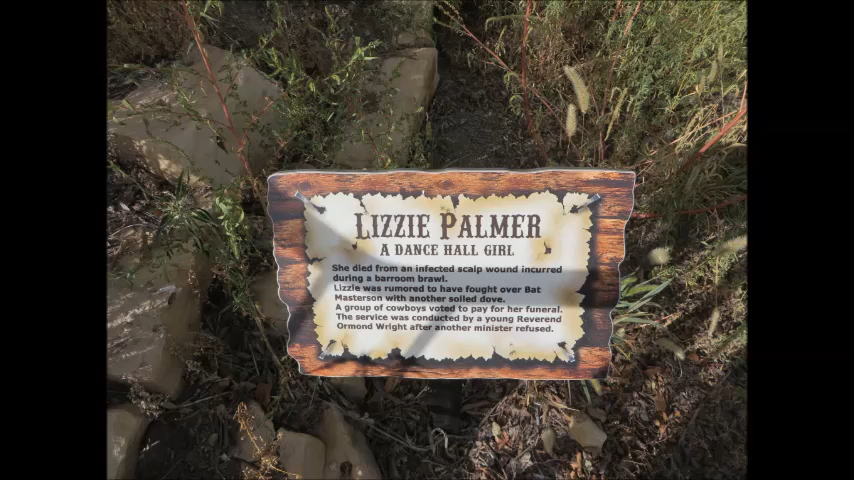 LIZZIE PALMER
A DANCE HALL GIRL
She died from an infected scalp wound incurred
during a barroom brawl.
Lizzie was rumored to have fought over Bat
Masterson with another soiled dove.
A group of cowboys voted to pay for her funeral.
The service was conducted by a young Reverend
Ormond Wright after another minister refused.